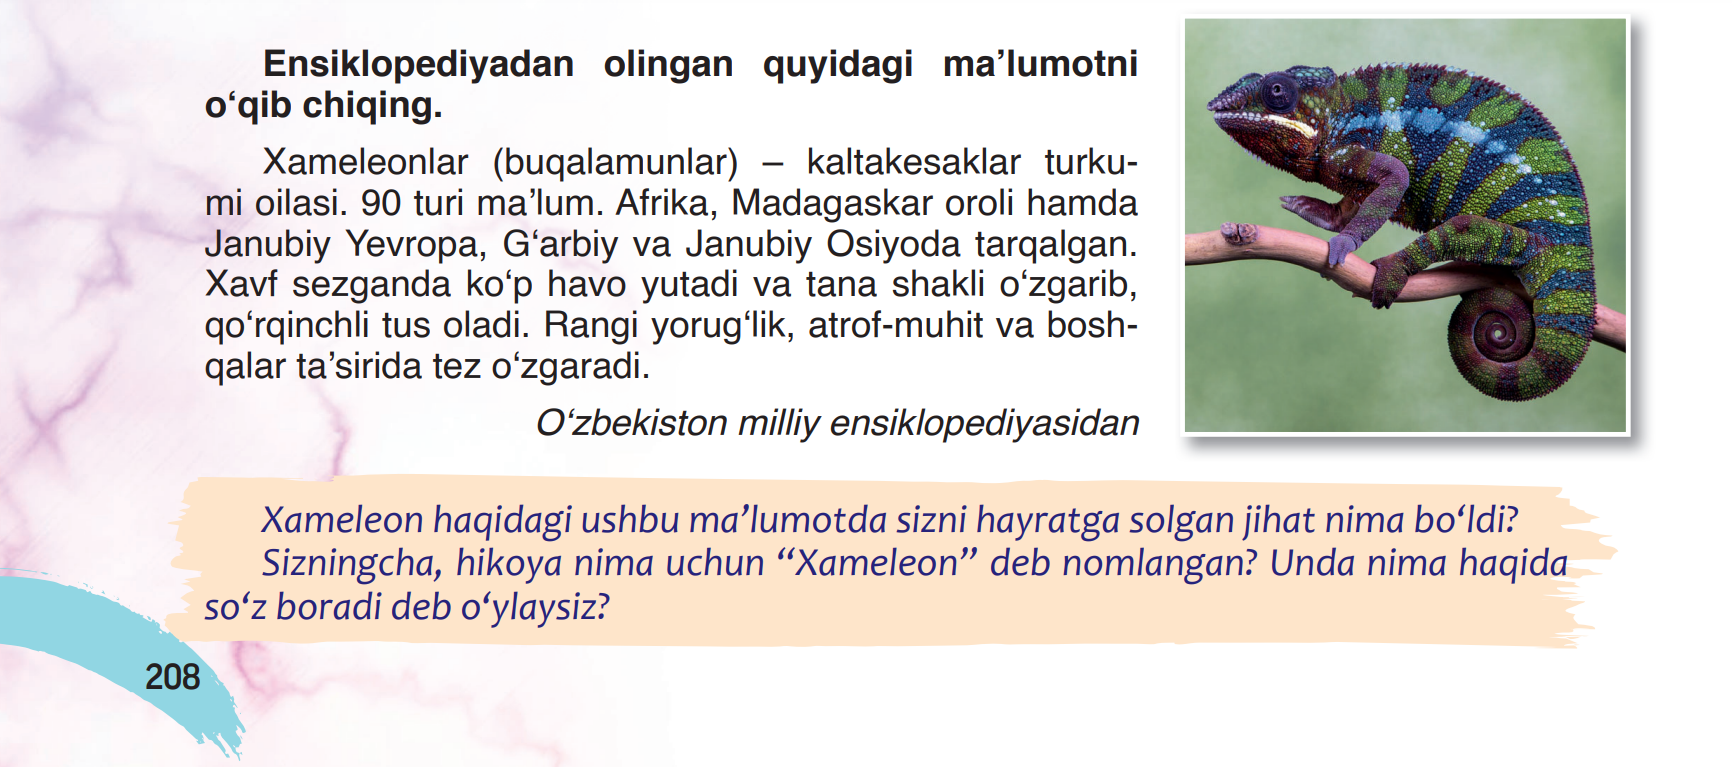 Ensiklopediyadan olingan quyidagi ma’lumotni
o‘qib chiqing.
Xameleonlar (buqalamunlar) – kaltakesaklar turku-
mi oilasi. 90 turi ma’lum. Afrika, Madagaskar oroli hamda
Janubiy Yevropa, G‘arbiy va Janubiy Osiyoda tarqalgan.
Xavf sezganda ko‘p havo yutadi va tana shakli o‘zgarib,
qo‘rqinchli tus oladi. Rangi yorug‘lik, atrof-muhit va bosh-
qalar ta’sirida tez o‘zgaradi.
O‘zbekiston milliy ensiklopediyasidan
Xameleon haqidagi ushbu ma’lumotda sizni hayratga solgan jihat nima bo‘ldi?
Sizningcha, hikoya nima uchun “Xameleon” deb nomlangan? Unda nima haqida
so‘z boradi deb o‘ylaysiz?
208